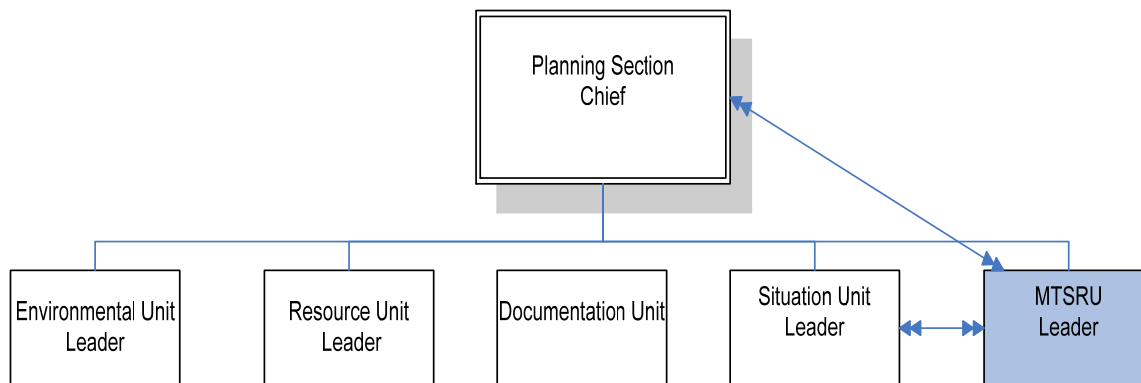 Planning Section
Chief
Environmental Unit
Leader
Resource Unit
Leader
Documentation Unit
Situation Unit
Leader
MTSRU
Leader